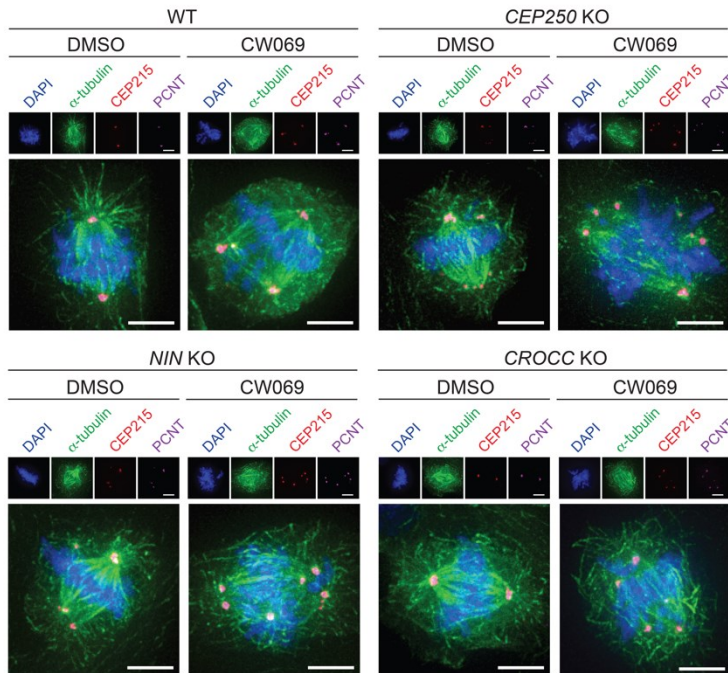 WT
CEP250 KO
DMSO
CW069
DMSO
CW069
DAPI
α-tubulin
CEP215
PCNT
DAPI
α-tubulin
CEP215
PCNT
DAPI
α-tubulin
CEP215
PCNT
DAPI
α-tubulin
CEP215
PCNT
NIN KO
CROCC KO
DMSO
CW069
DMSO
CW069
DAPI
α-tubulin
CEP215
PCNT
DAPI
α-tubulin
CEP215
PCNT
DAPI
α-tubulin
CEP215
PCNT
DAPI
α-tubulin
CEP215
PCNT